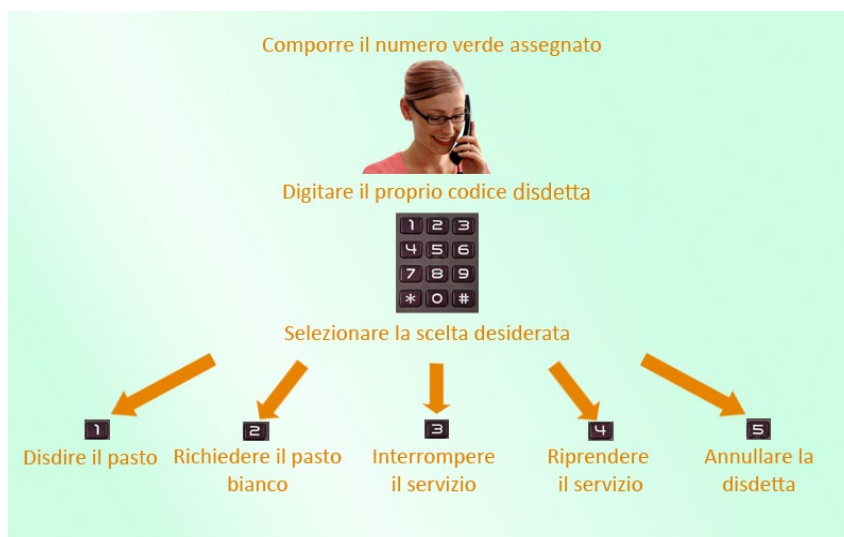 Comporre il numero verde assegnato
Digitare il proprio codice disdetta
1 2 3
4 5 6
7 8 9
* 0 #
Selezionare la scelta desiderata
1
Disdire il pasto
2
Richiedere il pasto
bianco
3
Interrompere
il servizio
4
Riprendere
il servizio
5
Annullare la
disdetta